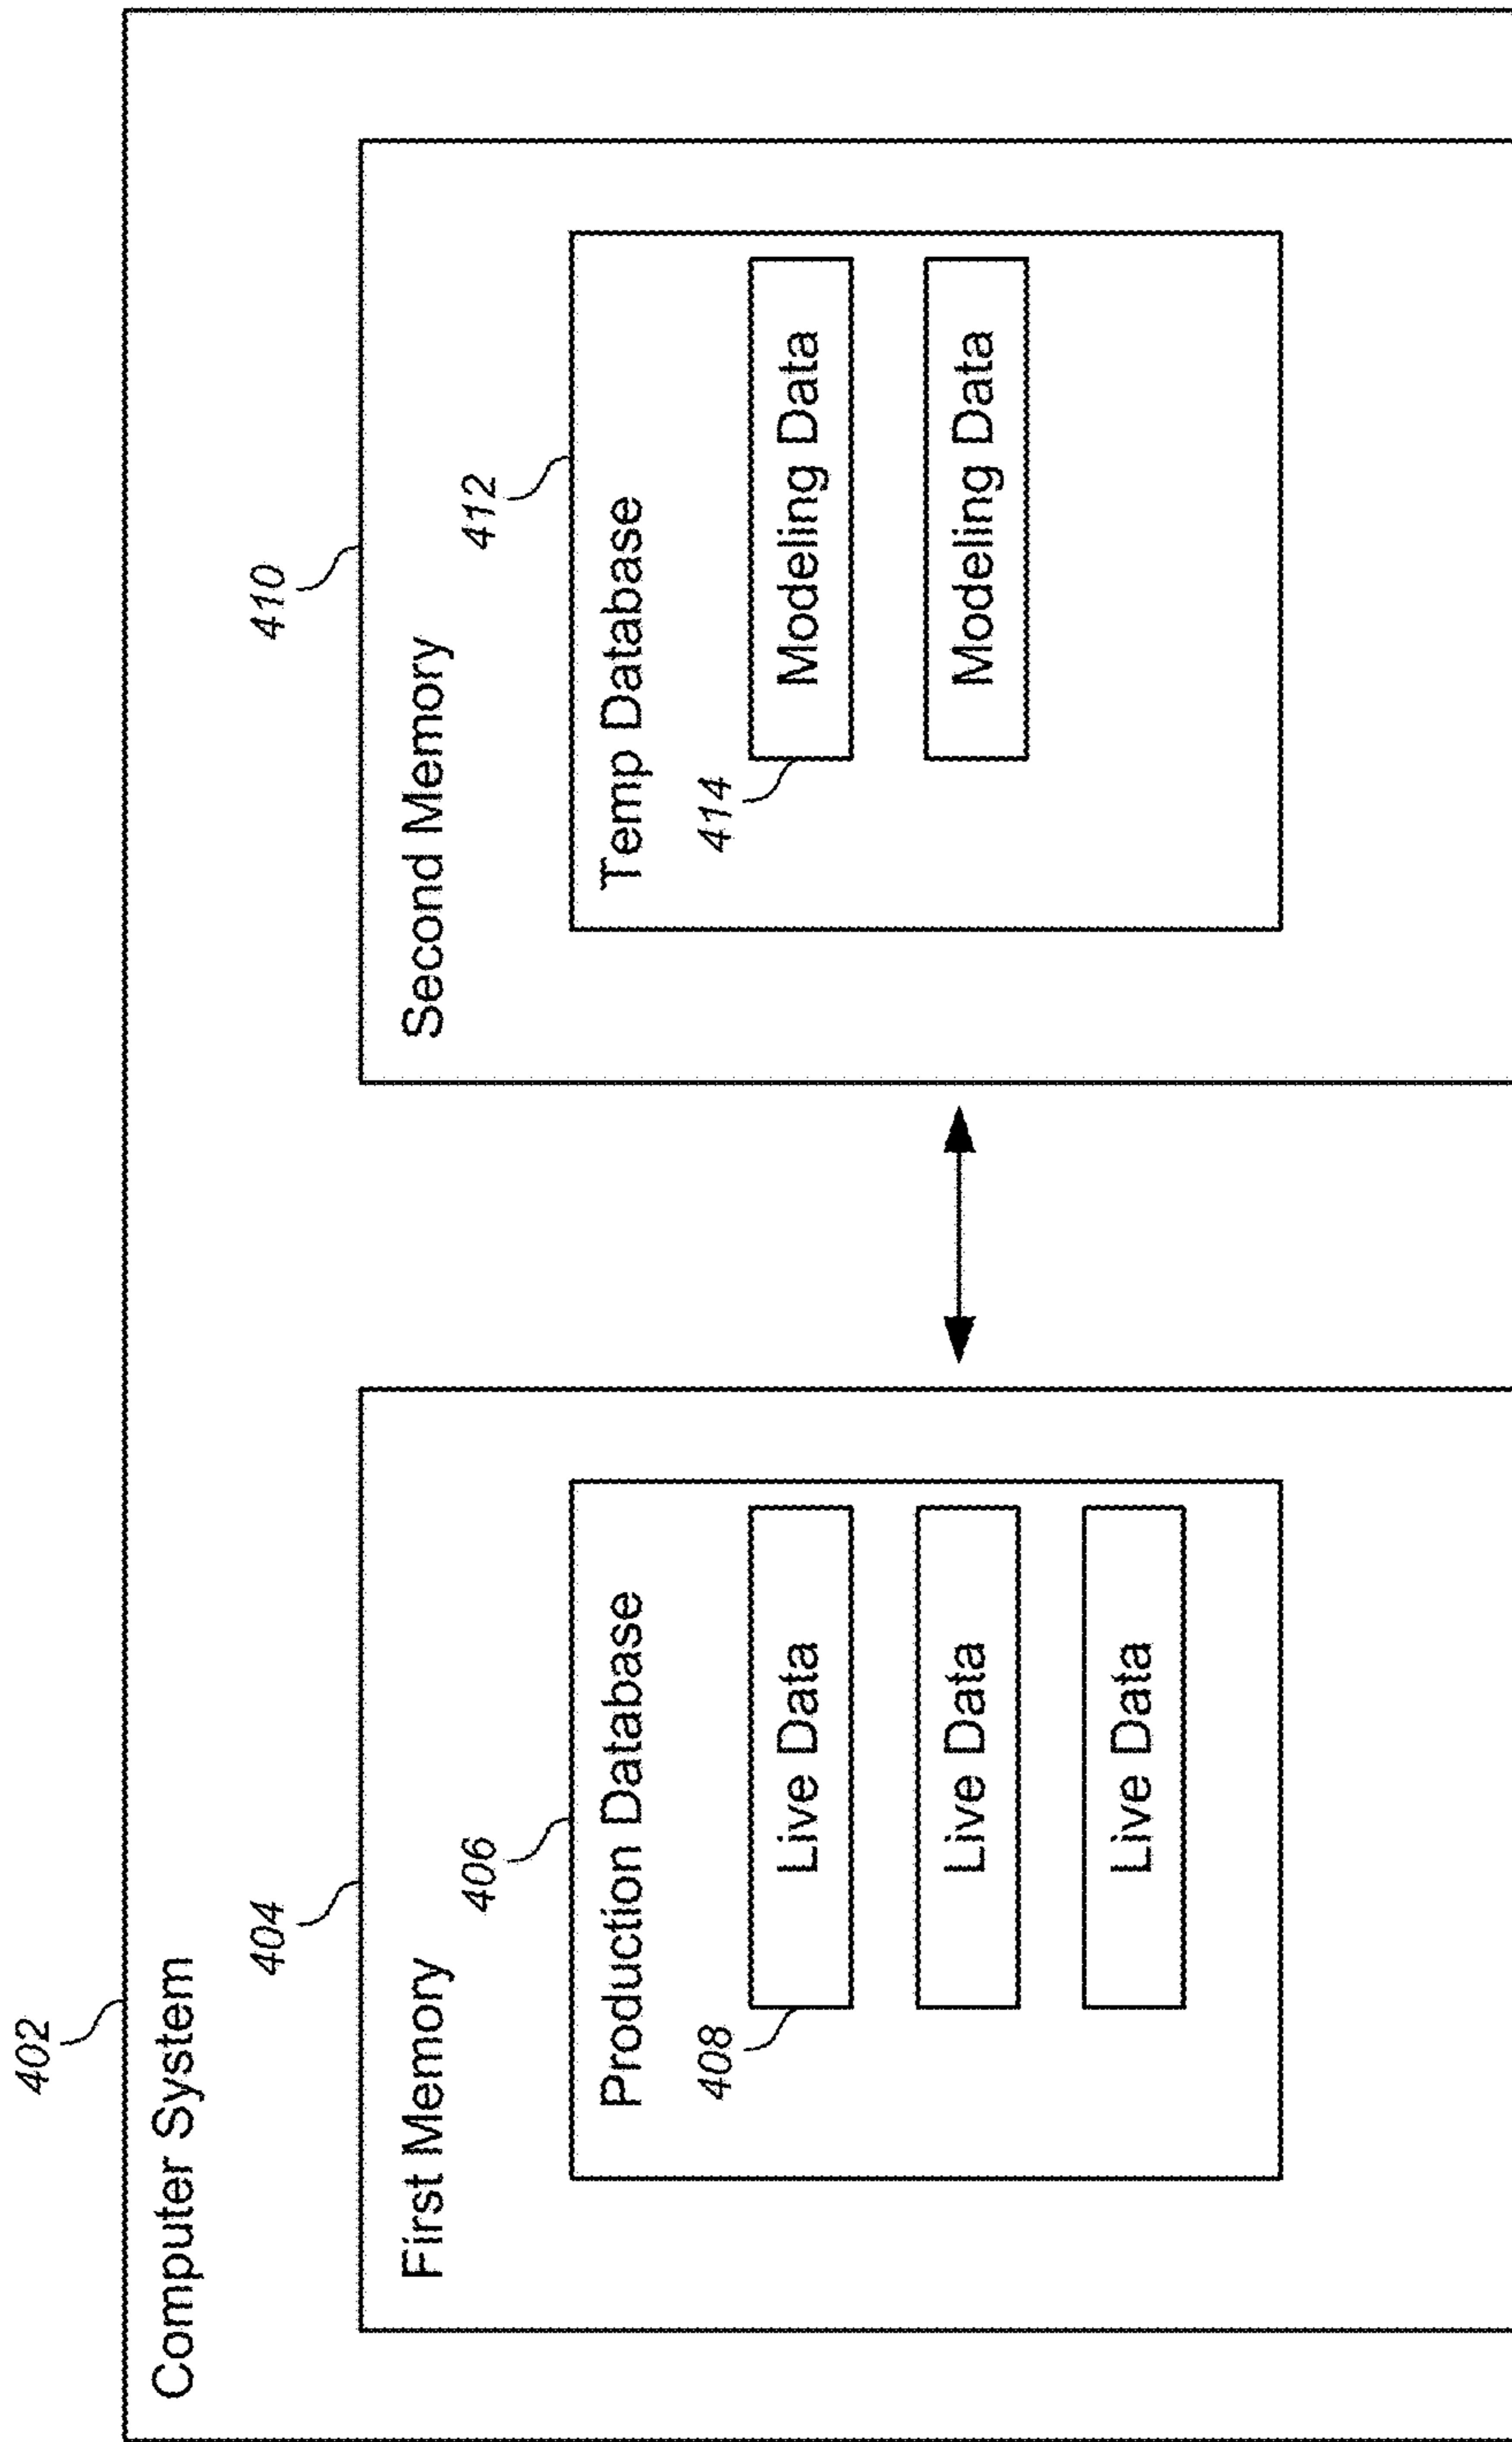 402
Computer System
404
First Memory
406
Production Database
408
Live Data
Live Data
Live Data
410
Second Memory
412
Temp Database
414
Modeling Data
Modeling Data